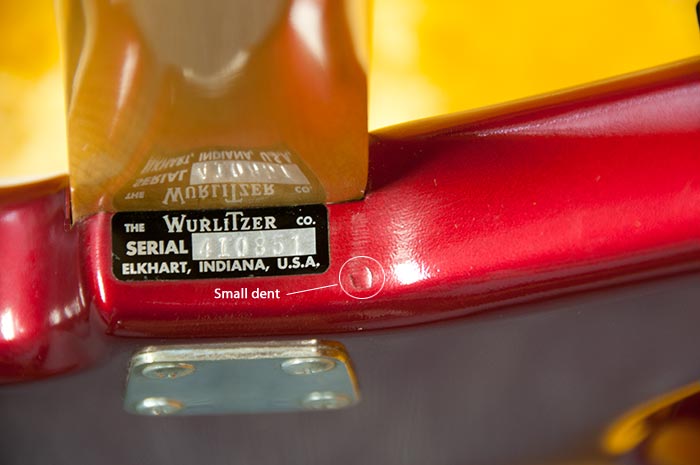 THE WURLITZER CO.
SERIAL 410851
ELKHART, INDIANA, U.S.A.
Small dent